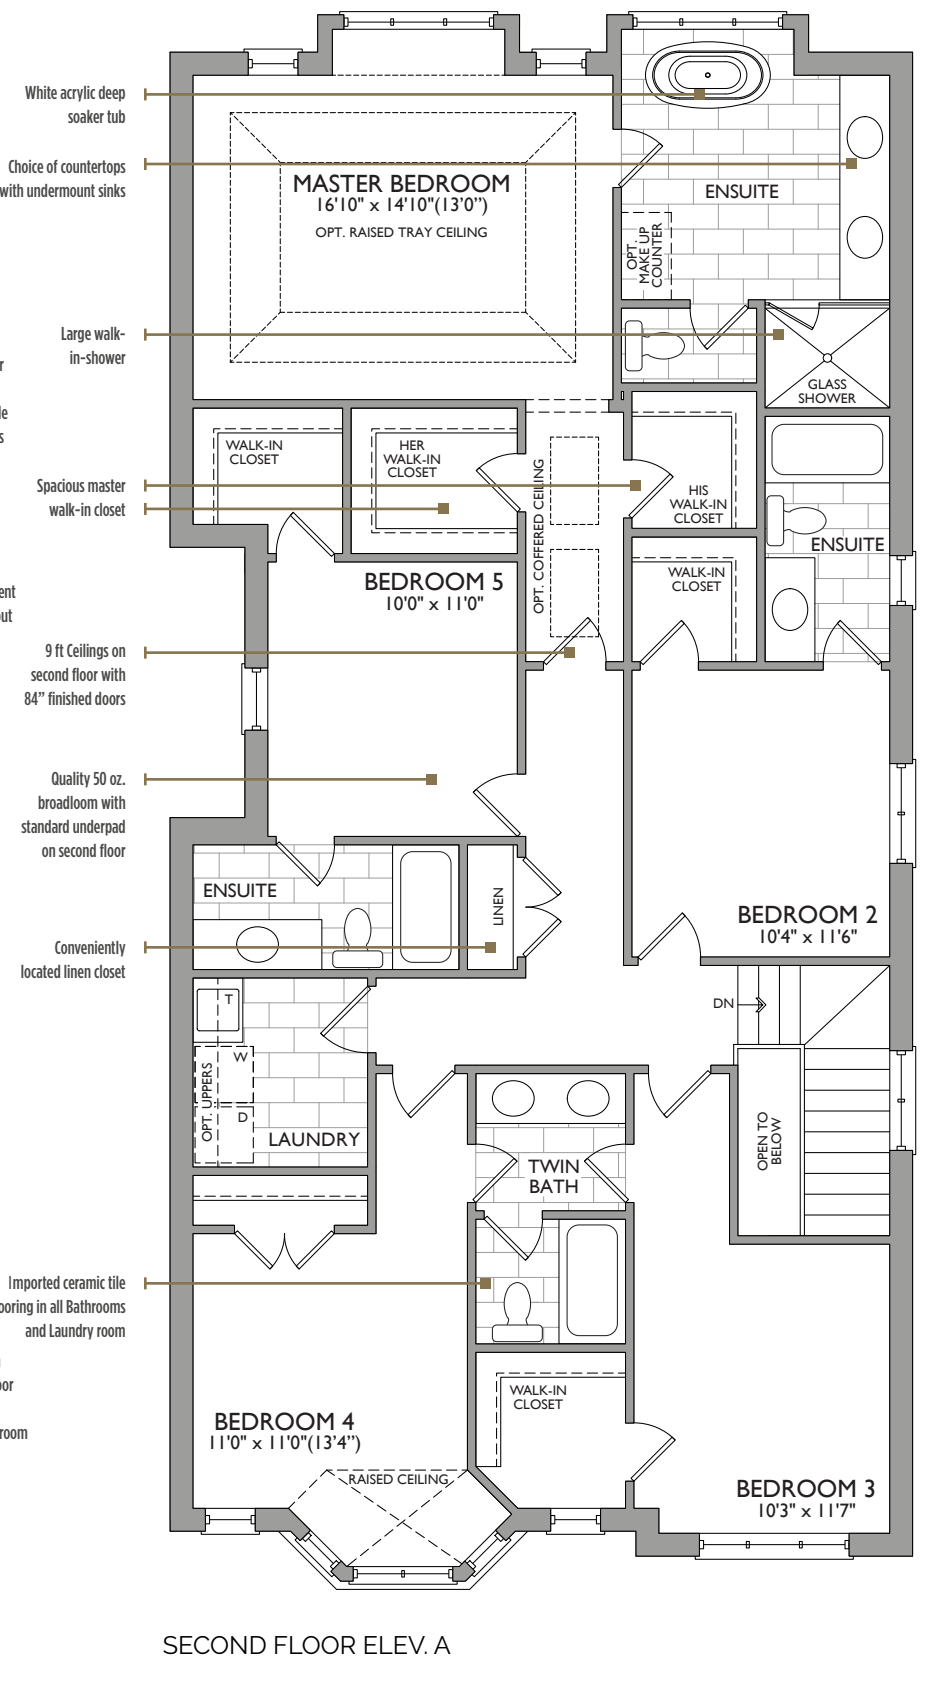 White acrylic deep
soaker tub
Choice of countertops
with undermount sinks
Large walk-
in-shower
Spacious master
walk-in closet
9 ft Ceilings on
second floor with
84” finished doors
Quality 50 oz.
broadloom with
standard underpad
on second floor
Conveniently
located linen closet
Imported ceramic tile
ooring in all Bathrooms
and Laundry room
room
MASTER BEDROOM
16'10" x 14'10"(13'0”)
OPT. RAISED TRAY CEILING
ENSUITE
OPT.
MAKE UP
COUNTER
GLASS
SHOWER
WALK-IN
CLOSET
HER
WALK-IN
CLOSET
OPT. COFFERED CEILING
HIS
WALK-IN
CLOSET
ENSUITE
WALK-IN
CLOSET
BEDROOM 5
10'0" x 11'0"
ENSUITE
LINEN
BEDROOM 2
10'4" x 11'6"
DN
T
W
D
OPT. UPPERS
LAUNDRY
OPEN TO
BELOW
TWIN
BATH
WALK-IN
CLOSET
BEDROOM 4
11'0" x 11'0"(13'4”)
RAISED CEILING
BEDROOM 3
10'3" x 11'7"
SECOND FLOOR ELEV. A